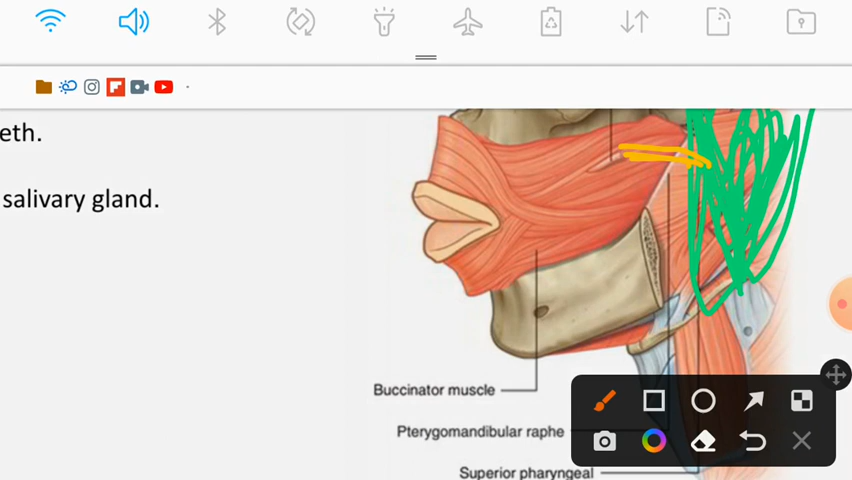 eth.
salivary gland.
Buccinator muscle
Pterygomandibular raphe
Superior pharyngeal